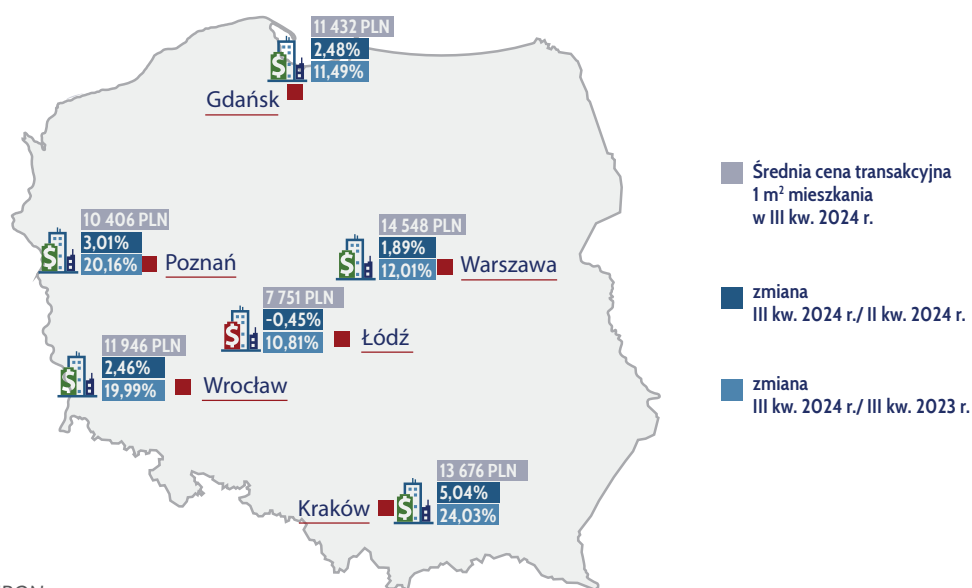 11 432 PLN
2,48%
11,49%
Gdańsk
10 406 PLN
3,01%
20,16%
Poznań
14 548 PLN
1,89%
12,01%
Warszawa
7 751 PLN
-0,45%
10,81%
Łódź
11 946 PLN
2,46%
19,99%
Wrocław
13 676 PLN
5,04%
24,03%
Kraków
Średnia cena transakcyjna
1 m² mieszkania
w III kw. 2024 r.
zmiana
III kw. 2024 r./ II kw. 2024 r.
zmiana
III kw. 2024 r./ III kw. 2023 r.